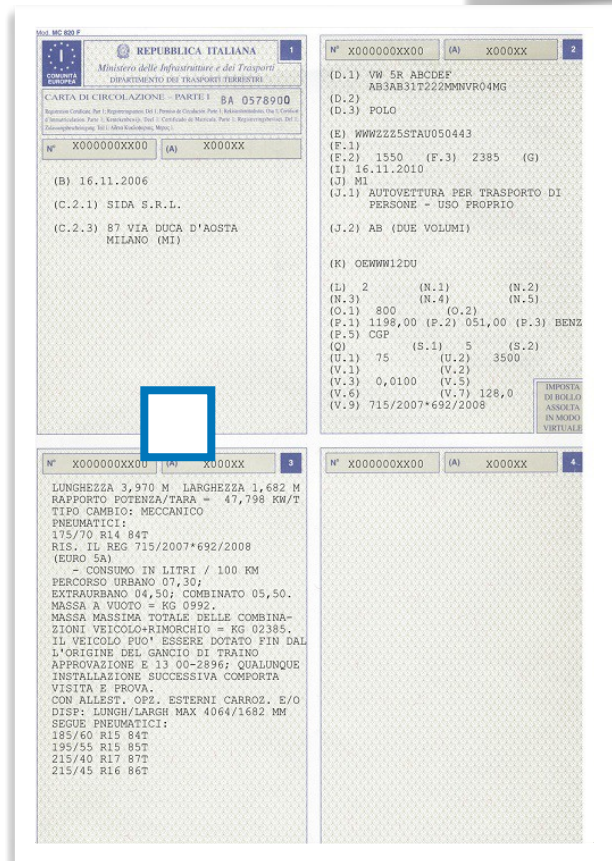 Mod. MC 820 F
COMUNITÀ
EUROPEA
REPUBBLICA ITALIANA
1
Ministero delle Infrastrutture e dei Trasporti
DIPARTIMENTO DEI TRASPORTI TERRESTRI
CARTA DI CIRCOLAZIONE - PARTE I BA 0578900
N° X000000XX00 (A) X000XX
(B) 16.11.2006
(C.2.1) SIDA S.R.L.
(C.2.3) 87 VIA DUCA D'AOSTA
MILANO (MI)
N° X000000XX00 (A) X000XX 2
(D.1) VW 5R ABCDEF
AB3AB31T222MMNVR04MG
(D.2)
(D.3) POLO
(E) WWWZZZ5STAU050443
(F.1)
(F.2) 1550 (F.3) 2385 (G)
(I) 16.11.2010
(J) M1
(J.1) AUTOVETTURA PER TRASPORTO DI
PERSONE - USO PROPRIO
(J.2) AB (DUE VOLUMI)
(K) OEWWW12DU
(L) 2 (N.1) (N.2)
(N.3) (N.4) (N.5)
(O.1) 800 (O.2)
(P.1) 1198,00 (P.2) 051,00 (P.3) BENZ
(P.5) CGP
(Q) (S.1) 5 (S.2)
(U.1) 75 (U.2) 3500
(V.1) (V.2)
(V.3) 0,0100 (V.5)
(V.6) (V.7) 128,0
(V.9) 715/2007*692/2008
IMPOSTA
DI BOLLO
ASSOLTA
IN MODO
VIRTUALE
N° X000000XX00 (A) X000XX 3
LUNGHEZZA 3,970 M LARGHEZZA 1,682 M
RAPPORTO POTENZA/TARA = 47,798 KW/T
TIPO CAMBIO: MECCANICO
PNEUMATICI:
175/70 R14 84T
RIS. IL REG 715/2007*692/2008
(EURO 5A)
- CONSUMO IN LITRI / 100 KM
PERCORSO URBANO 07,30;
EXTRAURBANO 04,50; COMBINATO 05,50.
MASSA A VUOTO = KG 0992.
MASSA MASSIMA TOTALE DELLE COMBINA-
ZIONI VEICOLO+RIMORCHIO = KG 02385.
IL VEICOLO PUO' ESSERE DOTATO FIN DAL
L'ORIGINE DEL GANCIO DI TRAINO
APPROVAZIONE E 13 00-2896; QUALUNQUE
INSTALLAZIONE SUCCESSIVA COMPORTA
VISITA E PROVA.
CON ALLEST. OPZ. ESTERNI CARROZ. E/O
DISP: LUNGH/LARGH MAX 4064/1682 MM
SEGUE PNEUMATICI:
185/60 R15 84T
195/55 R15 85T
215/40 R17 87T
215/45 R16 86T
N° X000000XX00 (A) X000XX 4